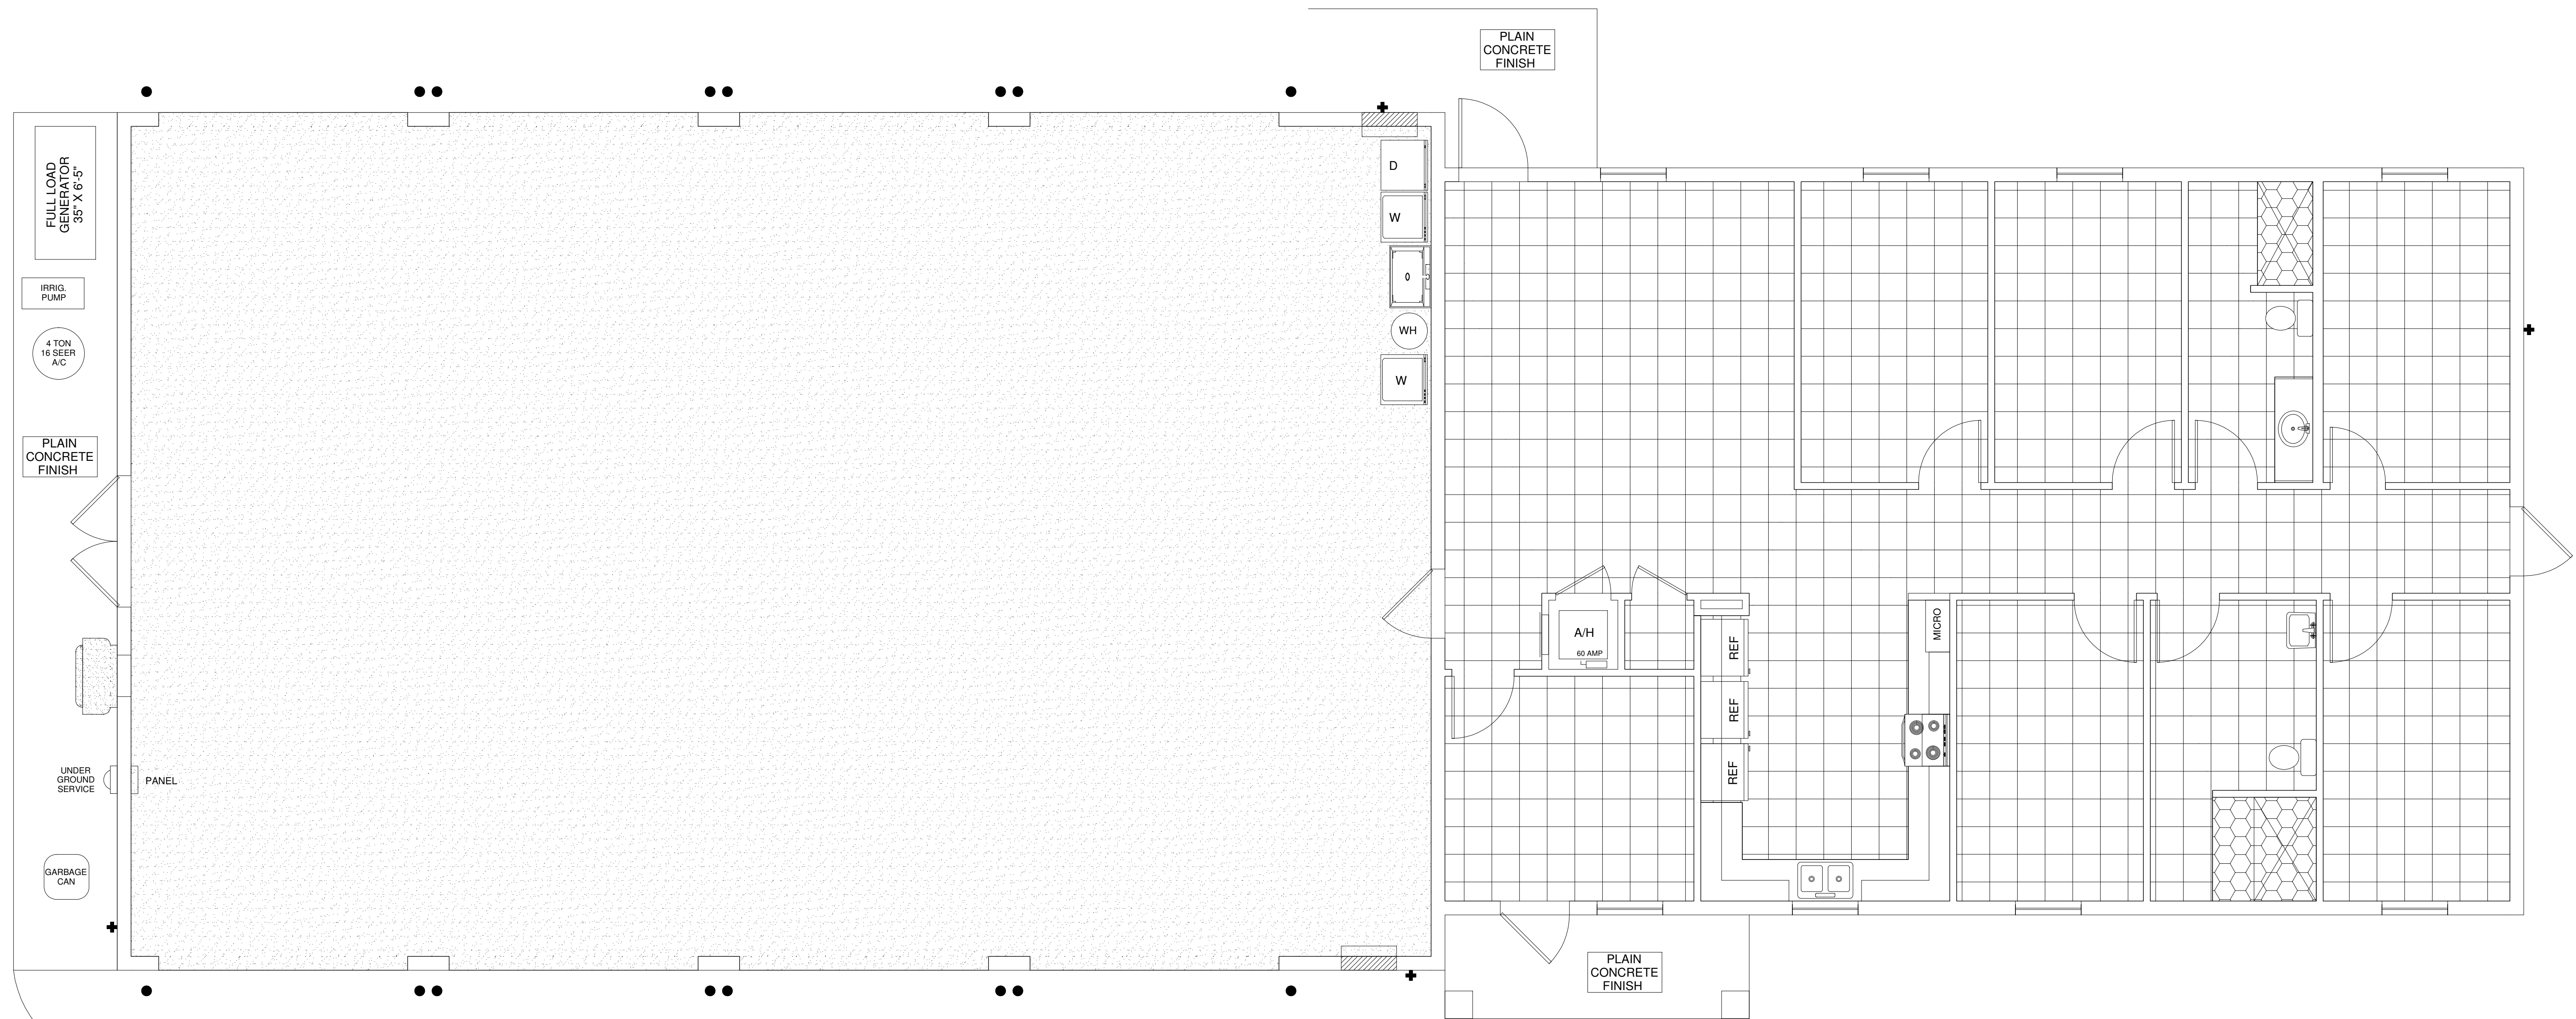 PLAIN
CONCRETE
FINISH
FULL LOAD
GENERATOR
35" X 6'-5"
IRRIG.
PUMP
4 TON
16 SEER
A/C
PLAIN
CONCRETE
FINISH
UNDER
GROUND
SERVICE
PANEL
GARBAGE
CAN
D
W
WH
W
A/H
60 AMP
REF
REF
REF
MICRO
PLAIN
CONCRETE
FINISH